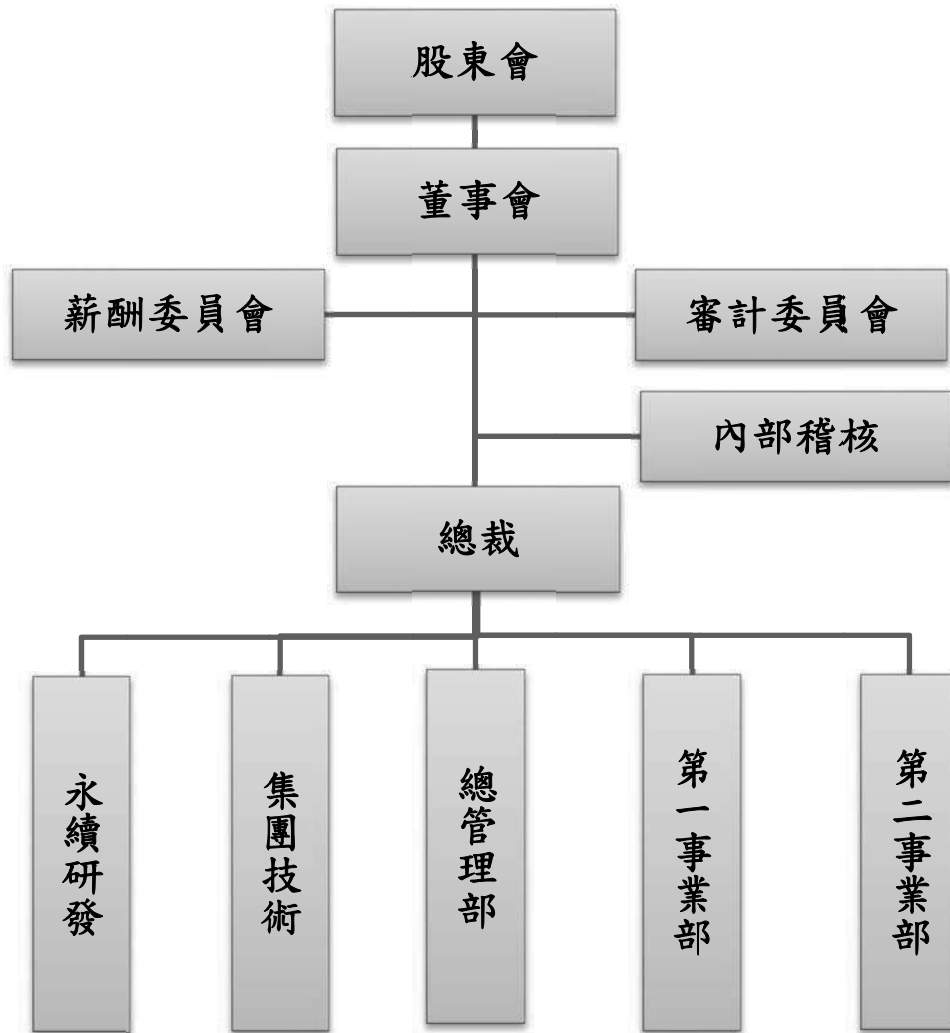 股東會
董事會
薪酬委員會
審計委員會
內部稽核
總裁
永續研發
集團技術
總管理部
第一事業部
第二事業部